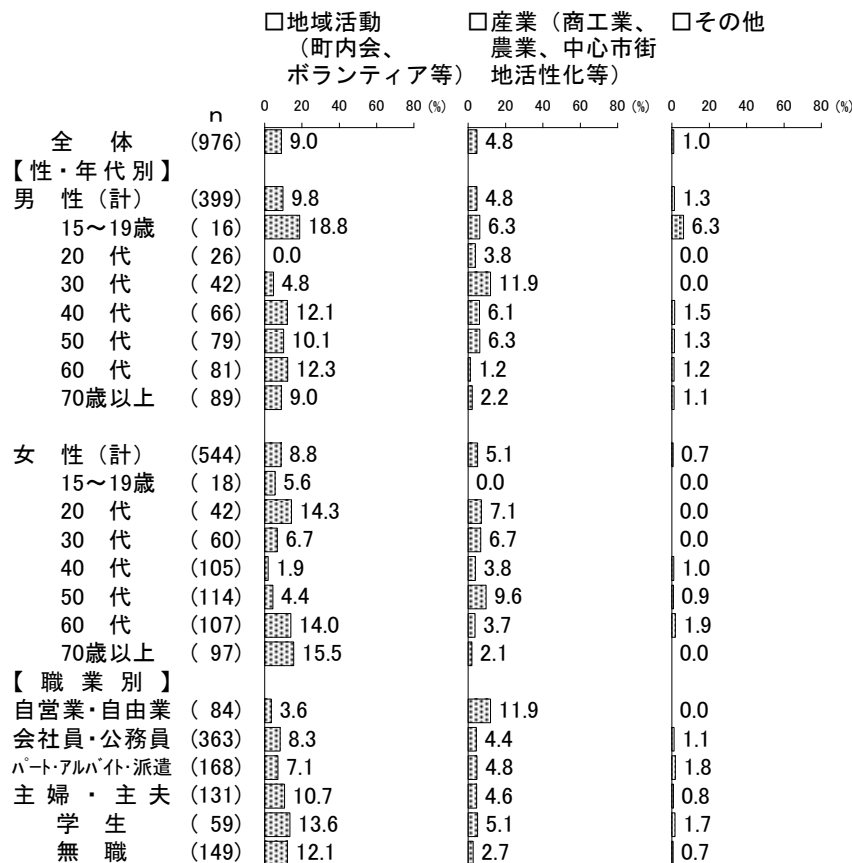 □地域活動 □産業（商工業、 □その他
（町内会、 農業、中心市街
ボランティア等） 地活性化等）
n 0 20 40 60 80 (%) 0 20 40 60 80 (%) 0 20 40 60 80 (%)
全 体 (976) 9.0 4.8 1.0
【性・年代別】
男 性（計） (399) 9.8 4.8 1.3
15～19歳 ( 16) 18.8 6.3 6.3
20 代 ( 26) 0.0 3.8 0.0
30 代 ( 42) 4.8 11.9 0.0
40 代 ( 66) 12.1 6.1 1.5
50 代 ( 79) 10.1 6.3 1.3
60 代 ( 81) 12.3 1.2 1.2
70歳以上 ( 89) 9.0 2.2 1.1
女 性（計） (544) 8.8 5.1 0.7
15～19歳 ( 18) 5.6 0.0 0.0
20 代 ( 42) 14.3 7.1 0.0
30 代 ( 60) 6.7 6.7 0.0
40 代 (105) 1.9 3.8 1.0
50 代 (114) 4.4 9.6 0.9
60 代 (107) 14.0 3.7 1.9
70歳以上 ( 97) 15.5 2.1 0.0
【 職 業 別 】
自営業・自由業 ( 84) 3.6 11.9 0.0
会社員・公務員 (363) 8.3 4.4 1.1
ﾊﾟｰﾄ・ｱﾙﾊﾞｲﾄ・派遣 (168) 7.1 4.8 1.8
主 婦 ・ 主 夫 (131) 10.7 4.6 0.8
学 生 ( 59) 13.6 5.1 1.7
無 職 (149) 12.1 2.7 0.7